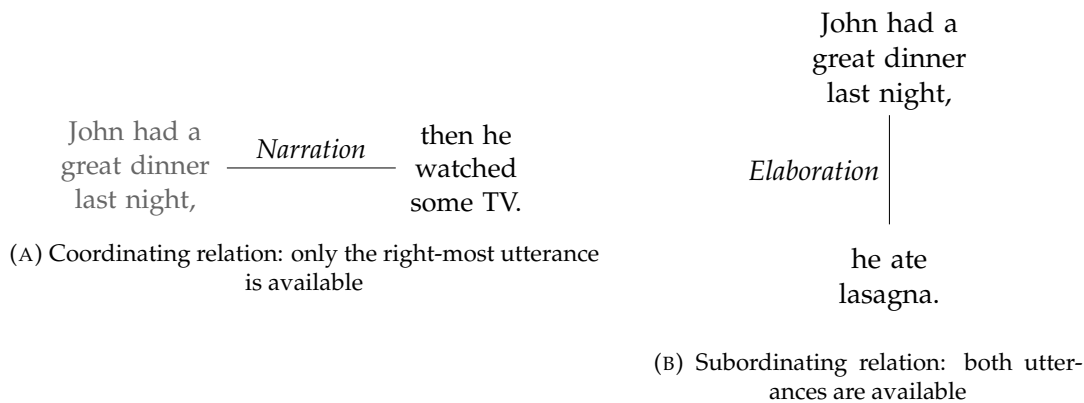 John had a
great dinner
last night,
Narration
then he
watched
some TV.
(A) Coordinating relation: only the right-most utterance
is available
John had a
great dinner
last night,
Elaboration
he ate
lasagna.
(B) Subordinating relation: both utter-
ances are available